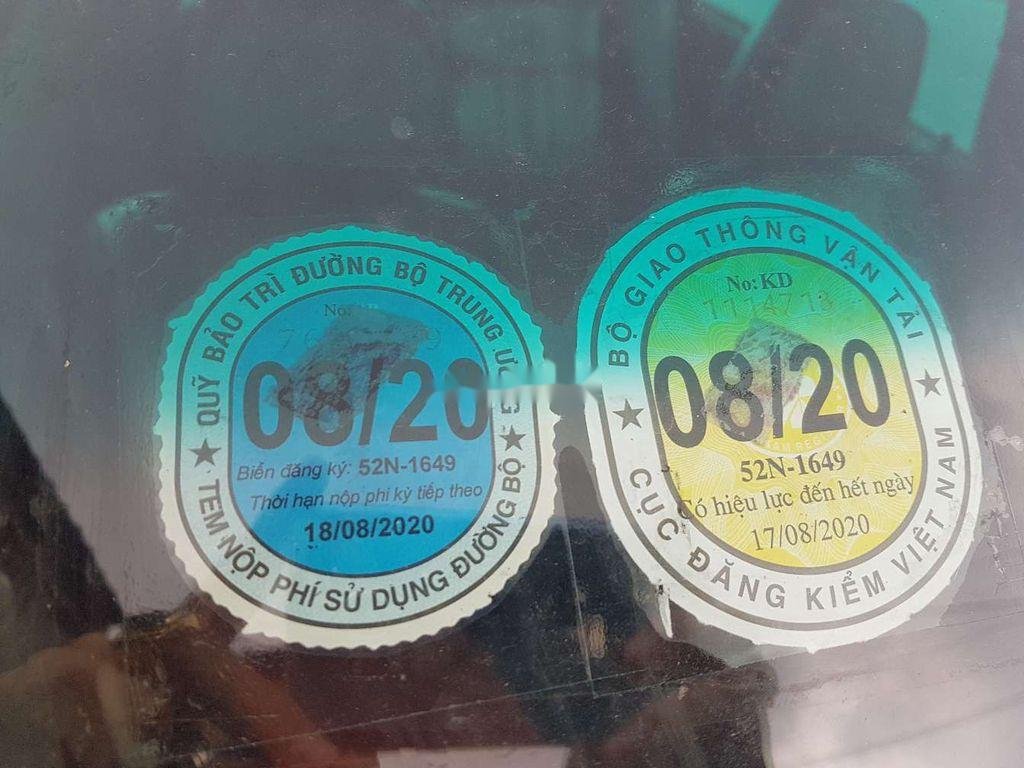 QUỸ BẢO TRÌ ĐƯỜNG BỘ TRUNG ƯƠNG
No:
08/20
Biển đăng ký: 52N-1649
Thời hạn nộp phí kỳ tiếp theo
18/08/2020
TEM NỘP PHÍ SỬ DỤNG ĐƯỜNG BỘ
BỘ GIAO THÔNG VẬN TẢI
No: KD
1114713
08/20
52N-1649
Có hiệu lực đến hết ngày
17/08/2020
CỤC ĐĂNG KIỂM VIỆT NAM